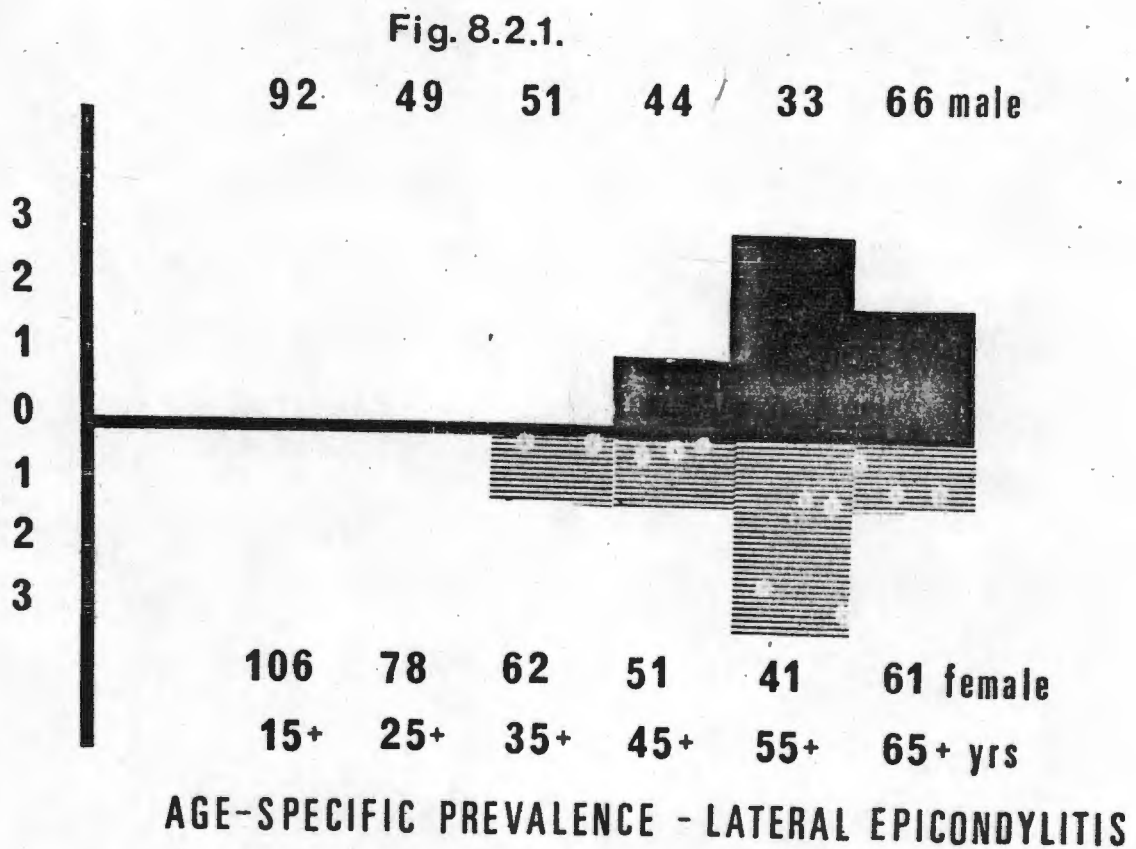 Fig. 8.2.1.
92 49 51 44 33 66 male
3
2
1
0
1
2
3
106 78 62 51 41 61 female
15+ 25+ 35+ 45+ 55+ 65+ yrs
AGE-SPECIFIC PREVALENCE - LATERAL EPICONDYLITIS